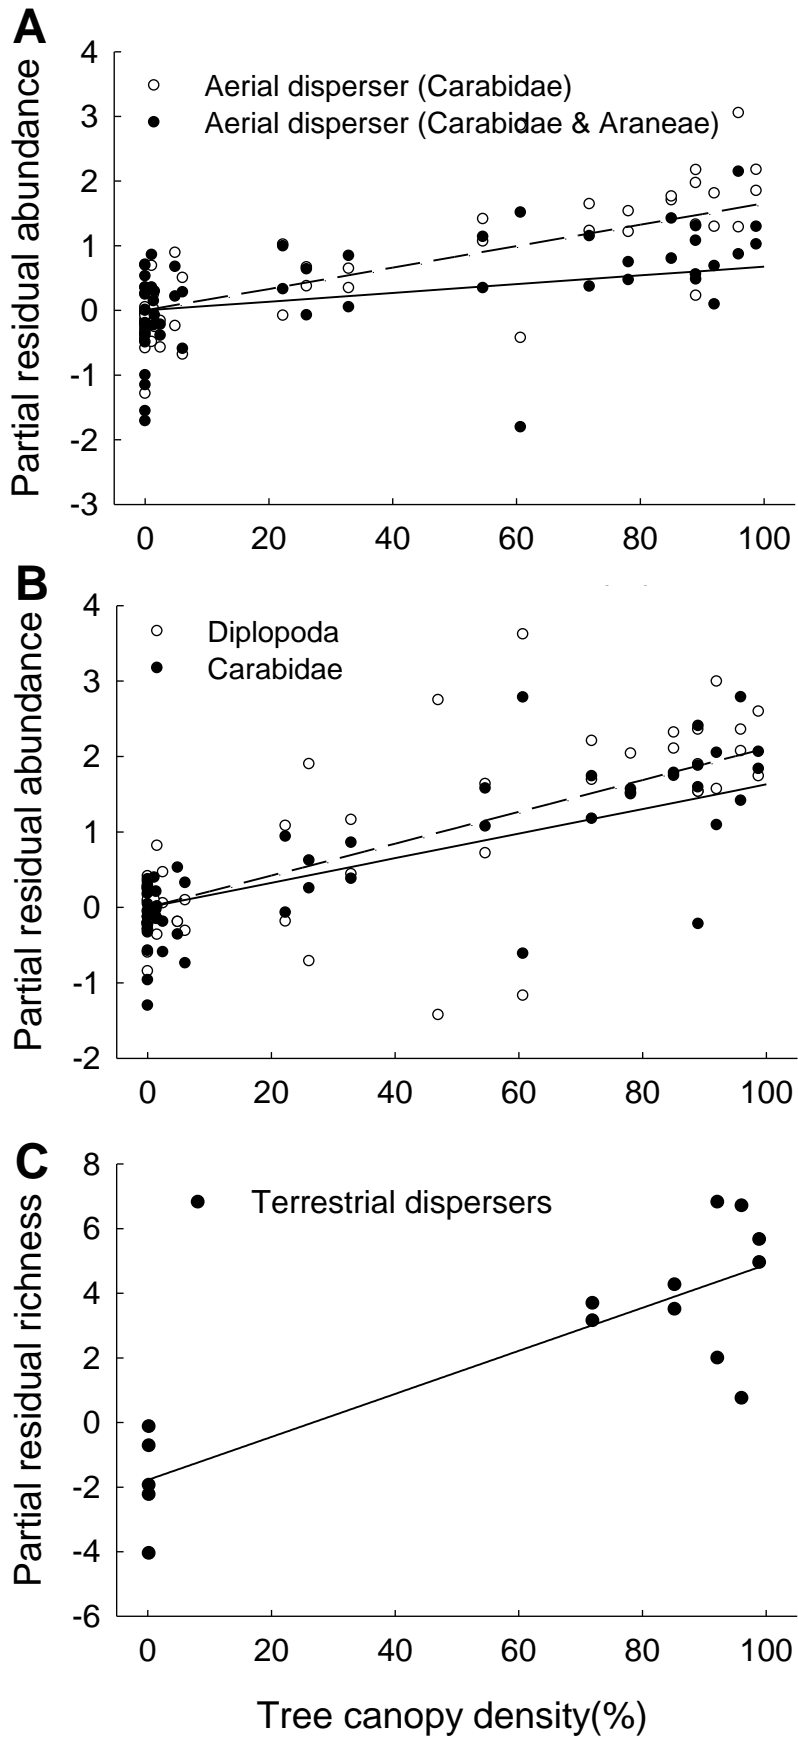 A
Partial residual abundance
4
3
2
1
0
-1
-2
-3
Aerial disperser (Carabidae)
Aerial disperser (Carabidae & Araneae)
0 20 40 60 80 100
B
Partial residual abundance
4
3
2
1
0
-1
-2
Diplopoda
Carabidae
0 20 40 60 80 100
C
Partial residual richness
8
6
4
2
0
-2
-4
-6
Terrestrial dispersers
0 20 40 60 80 100
Tree canopy density(%)